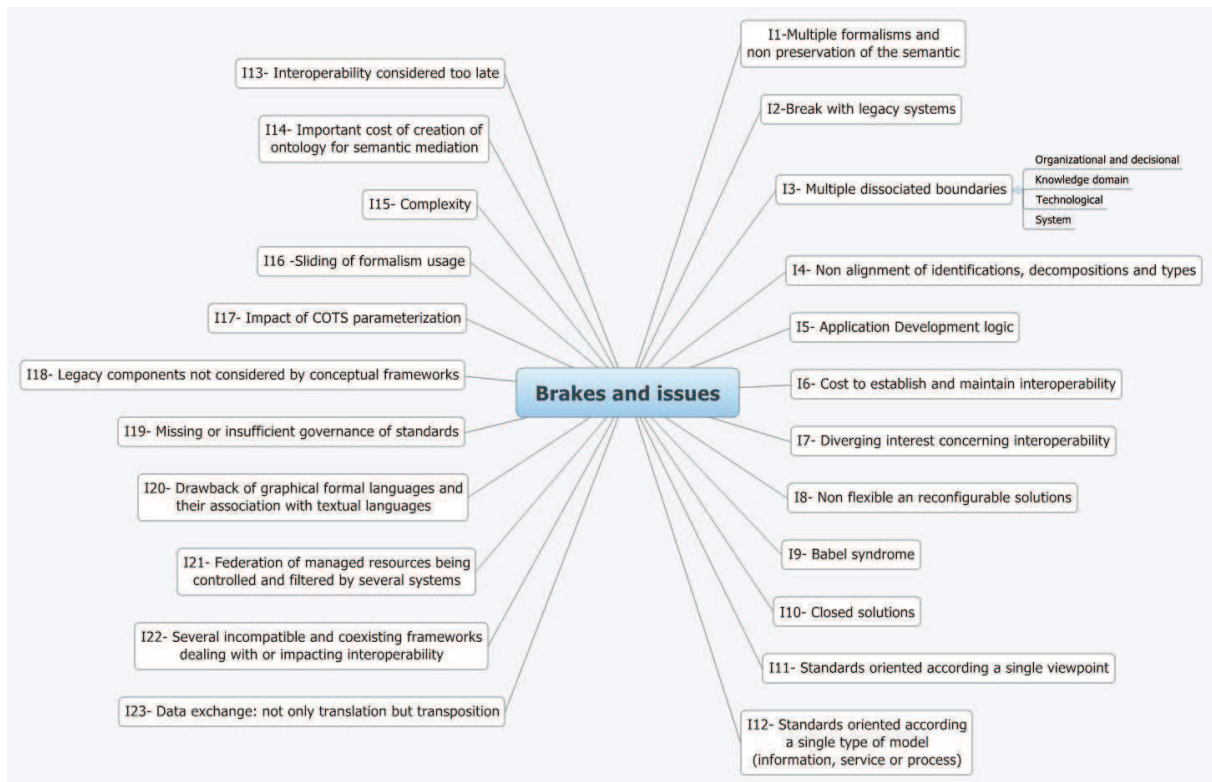 I1-Multiple formalisms and
non preservation of the semantic
I2-Break with legacy systems
I3- Multiple dissociated boundaries
Organizational and decisional
Knowledge domain
Technological
System
I4- Non alignment of identifications, decompositions and types
I5- Application Development logic
I6- Cost to establish and maintain interoperability
I7- Diverging interest concerning interoperability
I8- Non flexible an reconfigurable solutions
I9- Babel syndrome
I10- Closed solutions
I11- Standards oriented according a single viewpoint
I12- Standards oriented according
a single type of model
(information, service or process)
Brakes and issues
I13- Interoperability considered too late
I14- Important cost of creation of
ontology for semantic mediation
I15- Complexity
I16 -Sliding of formalism usage
I17- Impact of COTS parameterization
I18- Legacy components not considered by conceptual frameworks
I19- Missing or insufficient governance of standards
I20- Drawback of graphical formal languages and
their association with textual languages
I21- Federation of managed resources being
controlled and filtered by several systems
I22- Several incompatible and coexisting frameworks
dealing with or impacting interoperability
I23- Data exchange: not only translation but transposition